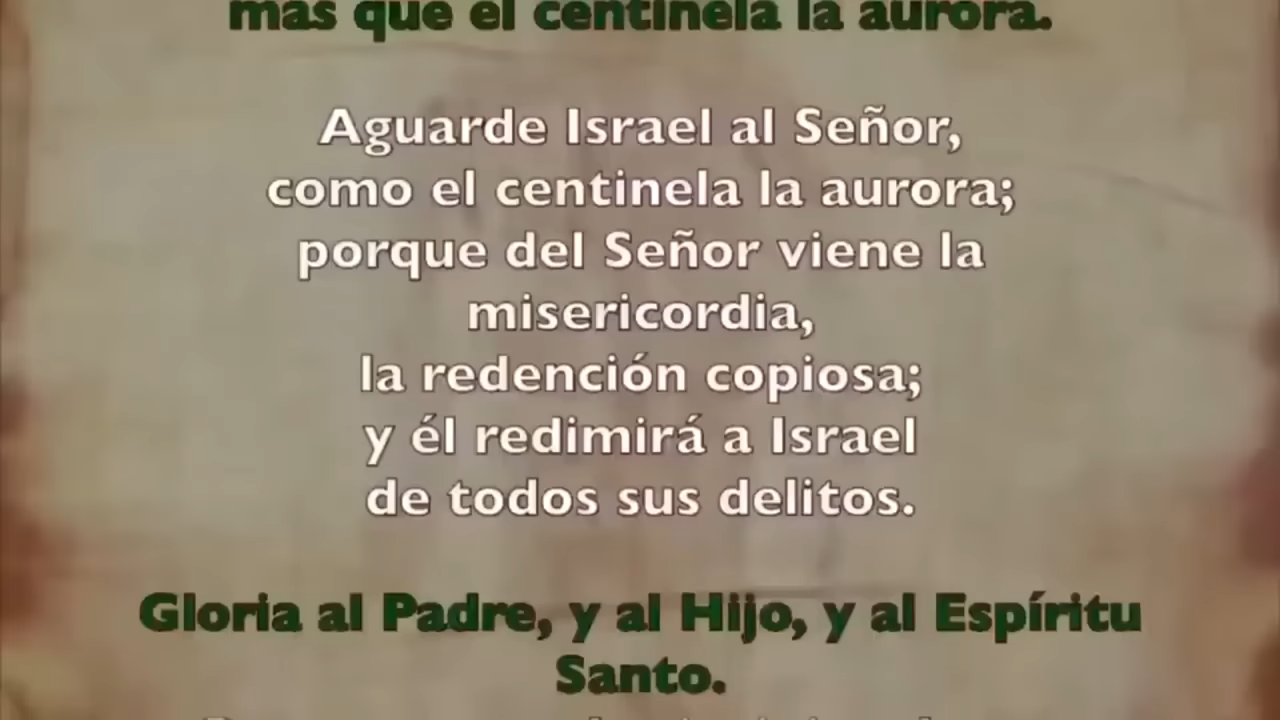 más que el centinela la aurora.
Aguarde Israel al Señor,
como el centinela la aurora;
porque del Señor viene la
misericordia,
la redención copiosa;
y él redimirá a Israel
de todos sus delitos.
Gloria al Padre, y al Hijo, y al Espíritu
Santo.